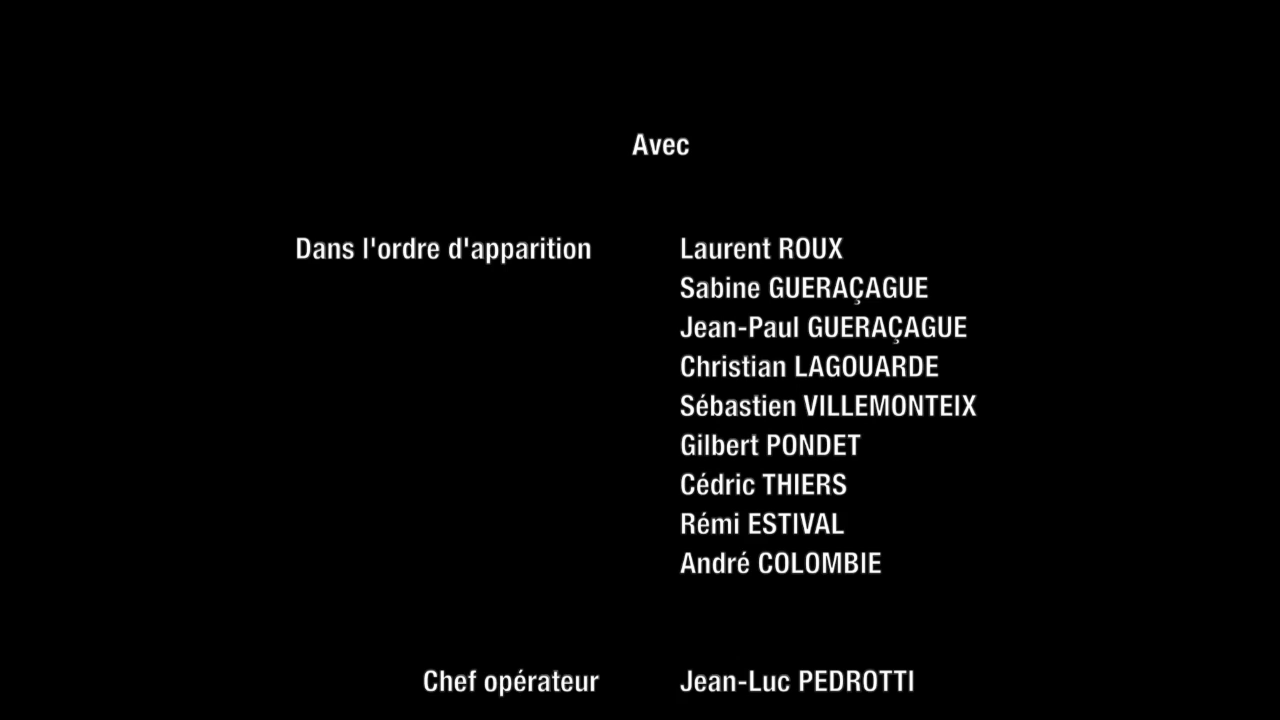 Avec
Dans l'ordre d'apparition Laurent ROUX
Sabine GUERAÇAGUE
Jean-Paul GUERAÇAGUE
Christian LAGOUARDE
Sébastien VILLEMONTEIX
Gilbert PONDET
Cédric THIERS
Rémi ESTIVAL
André COLOMBIE
Chef opérateur Jean-Luc PEDROTTI